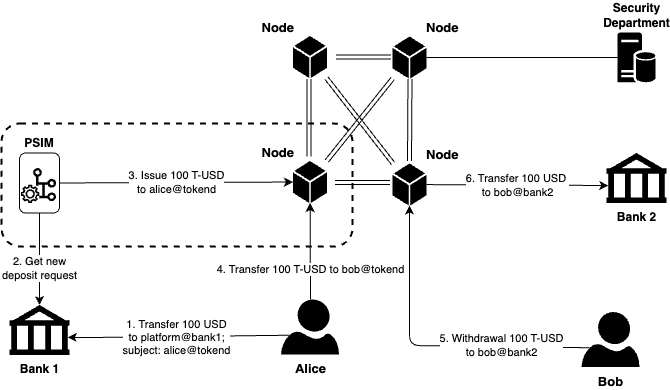 Security
Department
Node
Node
PSIM
Node
Node
3. Issue 100 T-USD
to alice@tokend
6. Transfer 100 USD
to bob@bank2
Bank 2
2. Get new
deposit request
4. Transfer 100 T-USD to bob@tokend
1. Transfer 100 USD
to platform@bank1;
subject: alice@tokend
5. Withdrawal 100 T-USD
to bob@bank2
Bank 1
Alice
Bob